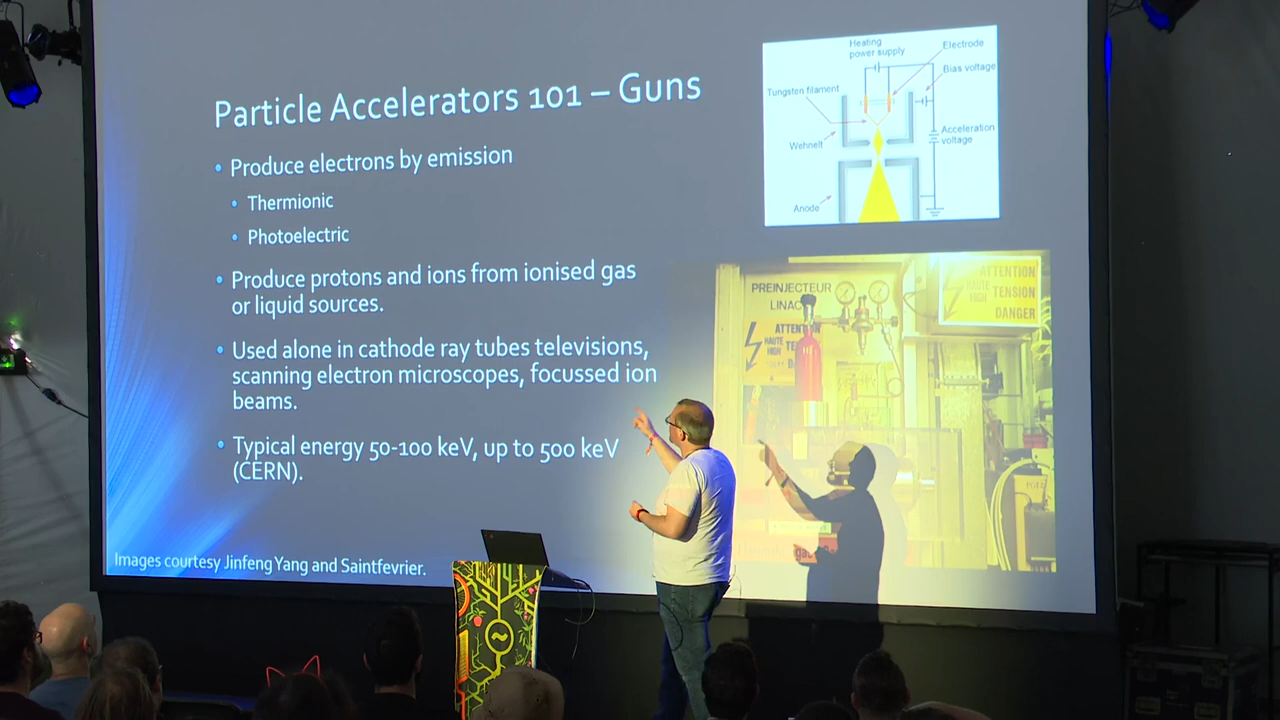 Particle Accelerators 101 – Guns
• Produce electrons by emission
• Thermionic
• Photoelectric
• Produce protons and ions from ionised gas
or liquid sources.
• Used alone in cathode ray tubes televisions,
scanning electron microscopes, focussed ion
beams.
• Typical energy 50-100 keV, up to 500 keV
(CERN).
Images courtesy Jinfeng Yang and Saintfevrier.
Heating
power supply
Electrode
Bias voltage
Tungsten filament
Wehnelt
Acceleration
voltage
Anode
PREINJECTEUR
LINAC
ATTENTION
HAUTE
HIGH
TENSION
DANGER
HAUTE
HIGH